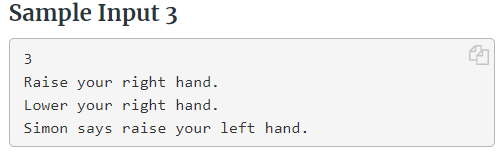 Sample Input 3
3
Raise your right hand.
Lower your right hand.
Simon says raise your left hand.